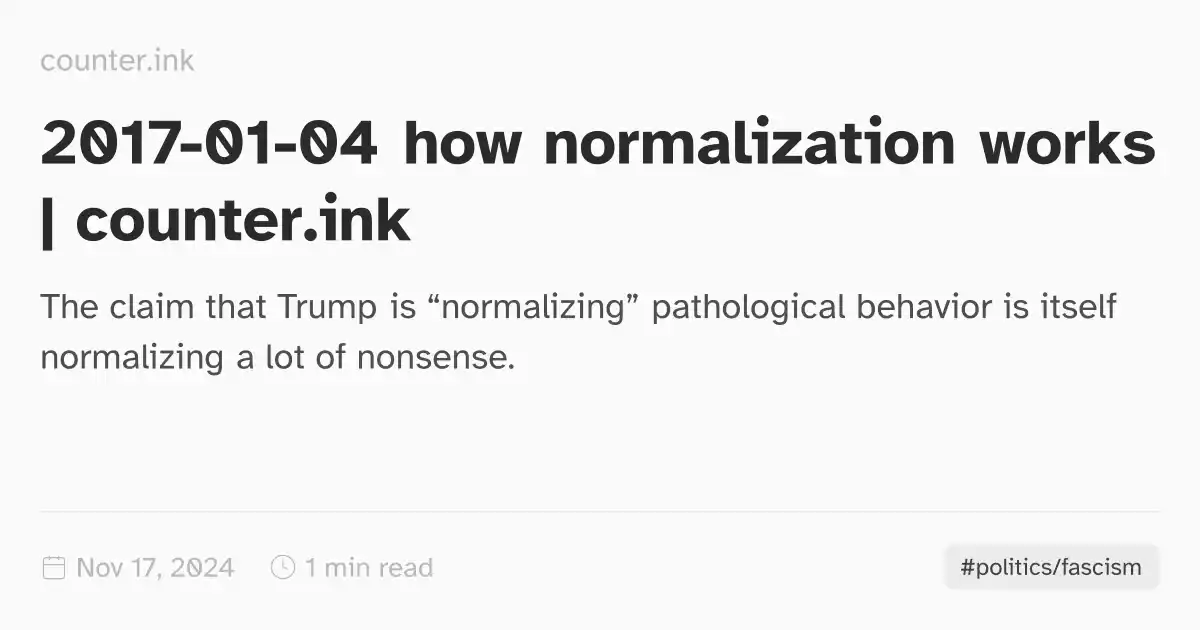 counter.ink
2017-01-04 how normalization works
| counter.ink
The claim that Trump is “normalizing” pathological behavior is itself
normalizing a lot of nonsense.
Nov 17, 2024 1 min read #politics/fascism